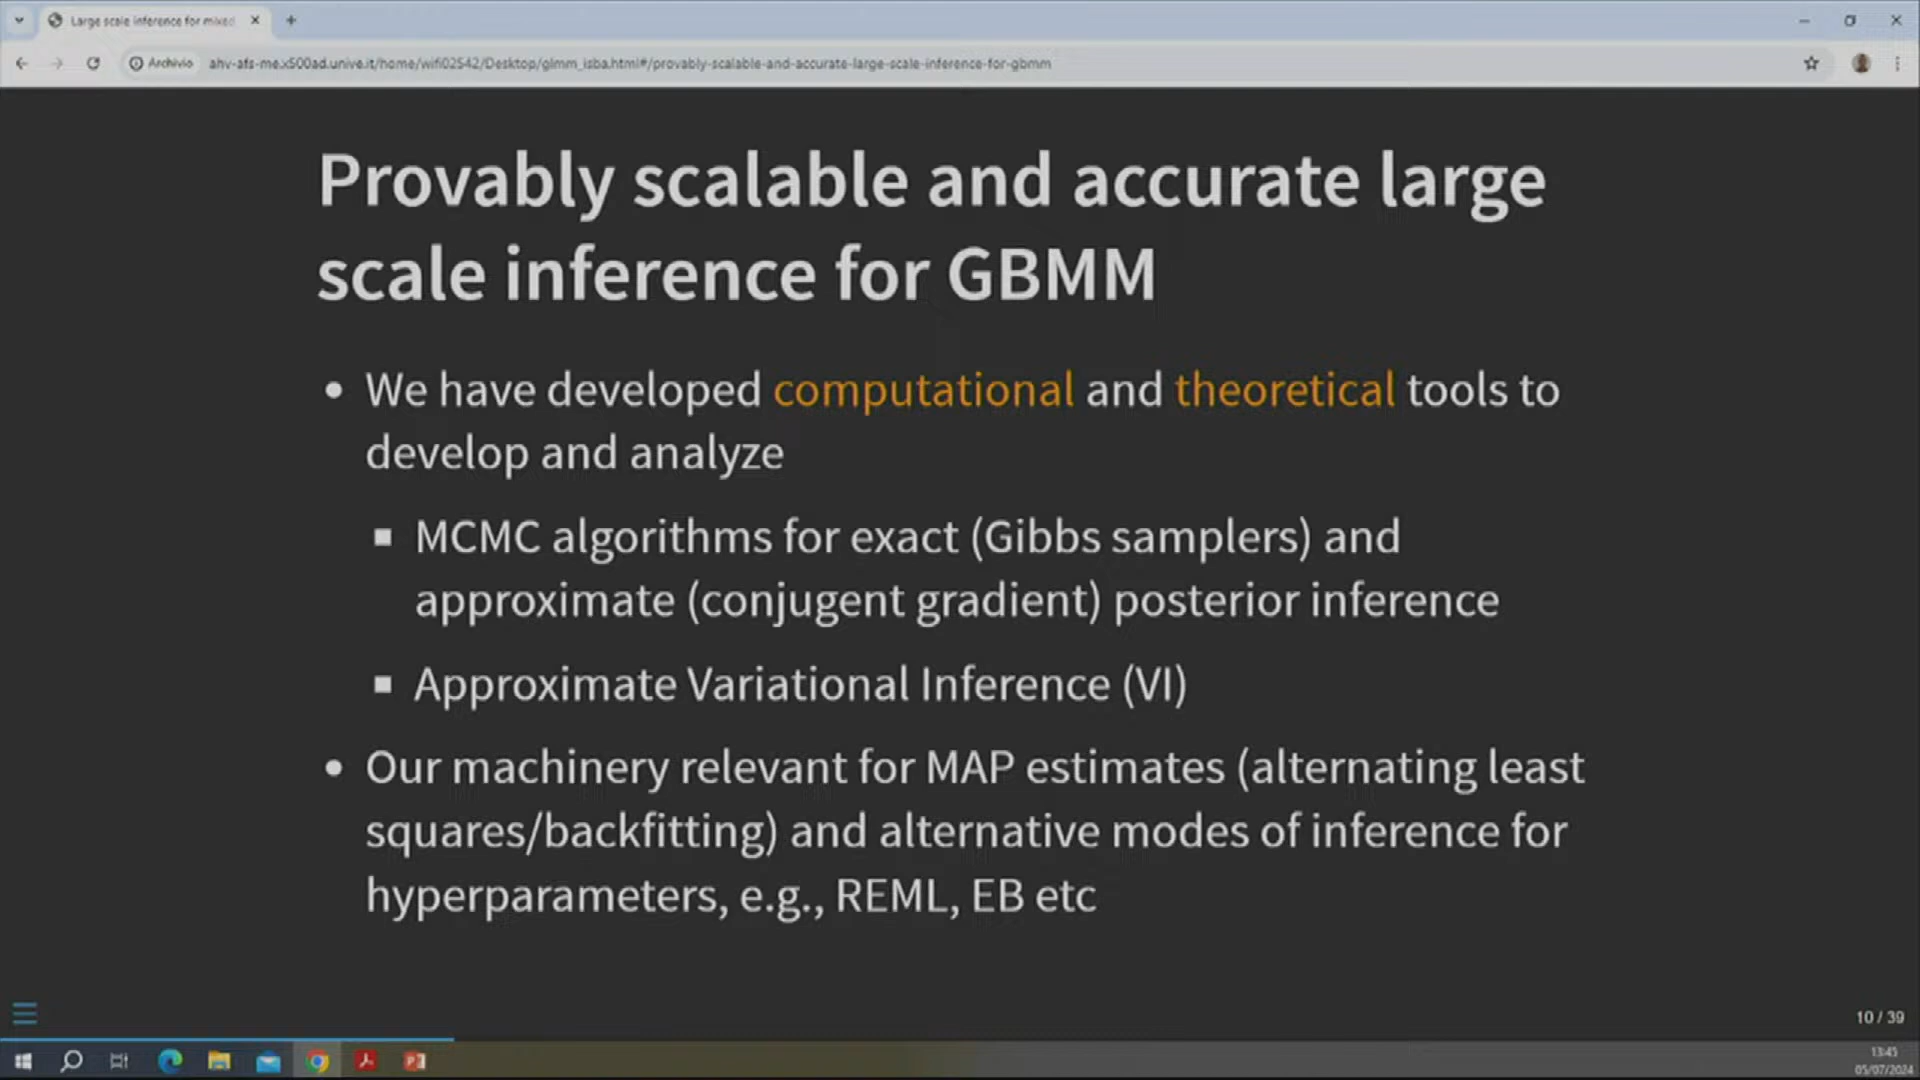 Large scale inference for mixed
Archivio
ahv-afs-me.x500ad.unive.it/home/wifi02542/Desktop/glmm_isba.html#/provably-scalable-and-accurate-large-scale-inference-for-gbmm
Provably scalable and accurate large
scale inference for GBMM
We have developed computational and theoretical tools to
develop and analyze
MCMC algorithms for exact (Gibbs samplers) and
approximate (conjugent gradient) posterior inference
Approximate Variational Inference (VI)
Our machinery relevant for MAP estimates (alternating least
squares/backfitting) and alternative modes of inference for
hyperparameters, e.g., REML, EB etc
10 / 39
13:45
05/07/2024